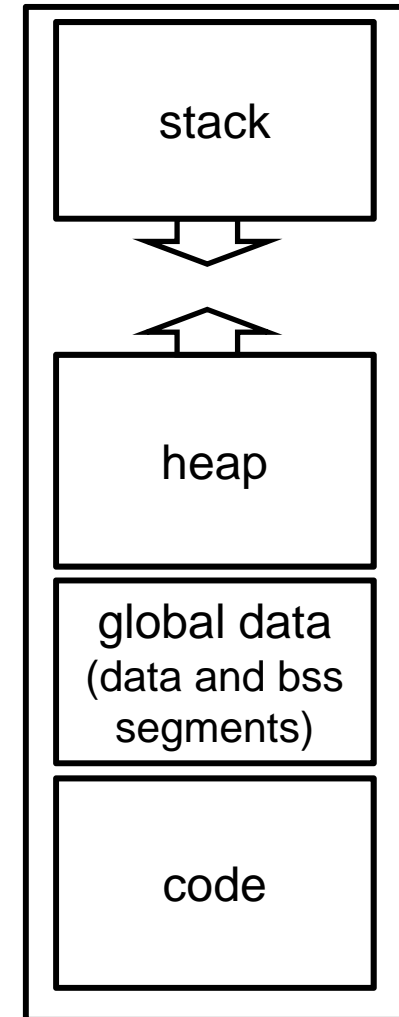 stack
heap
global data
(data and bss
segments)
code